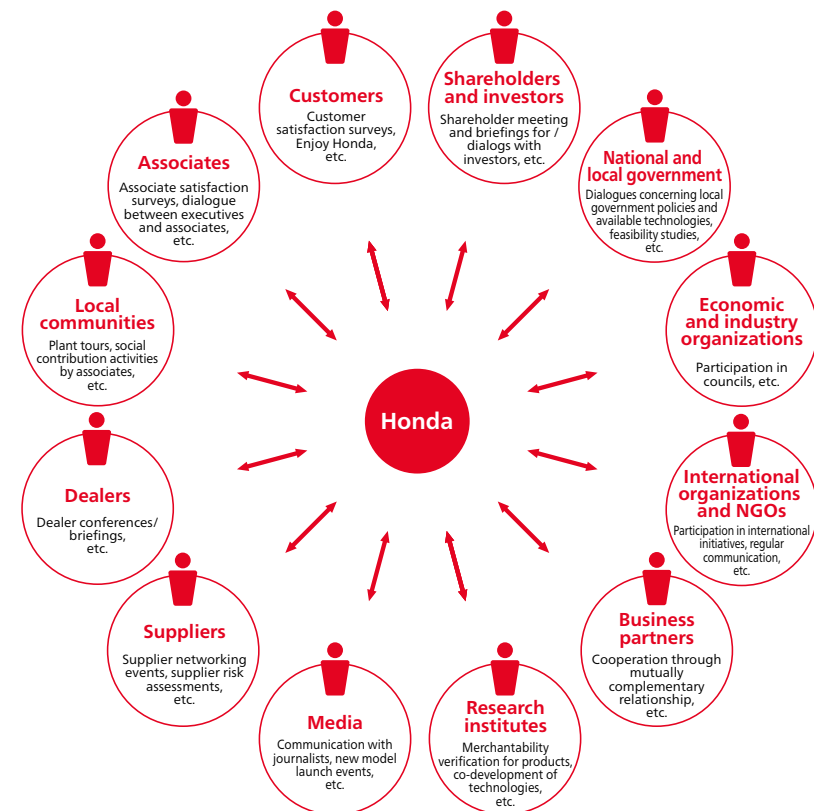 Customers
Customer
satisfaction surveys,
Enjoy Honda,
etc.
Shareholders
and investors
Shareholder meeting
and briefings for /
dialogs with
investors, etc.
National and
local government
Dialogues concerning local
government policies and
available technologies,
feasibility studies,
etc.
Economic
and industry
organizations
Participation in
councils, etc.
International
organizations
and NGOs
Participation in international
initiatives, regular
communication,
etc.
Business
partners
Cooperation through
mutually
complementary
relationship,
etc.
Research
institutes
Merchantability
verification for products,
co-development of
technologies,
etc.
Media
Communication with
journalists, new model
launch events,
etc.
Suppliers
Supplier networking
events, supplier risk
assessments,
etc.
Dealers
Dealer conferences/
briefings,
etc.
Local
communities
Plant tours, social
contribution activities
by associates,
etc.
Associates
Associate satisfaction
surveys, dialogue
between executives
and associates,
etc.
Honda